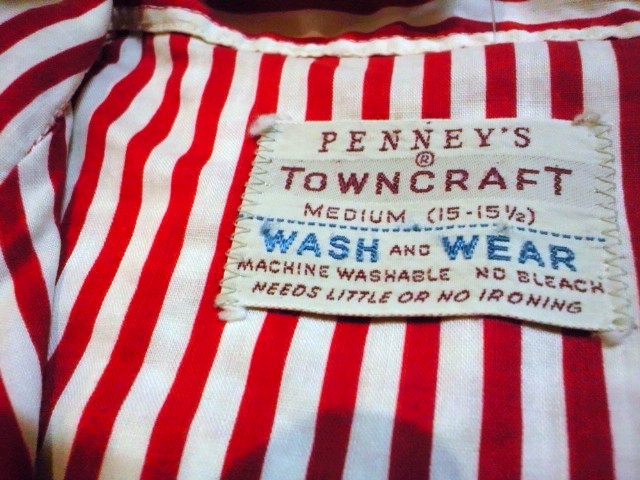 PENNEY'S
®
TOWNCRAFT
MEDIUM (15-15½)
WASH AND WEAR
MACHINE WASHABLE NO BLEACH
NEEDS LITTLE OR NO IRONING